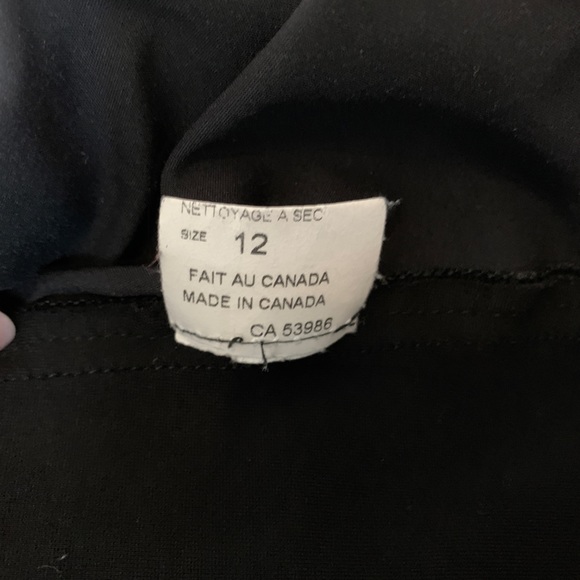 NETTOYAGE A SEC
SIZE 12
FAIT AU CANADA
MADE IN CANADA
CA 53986